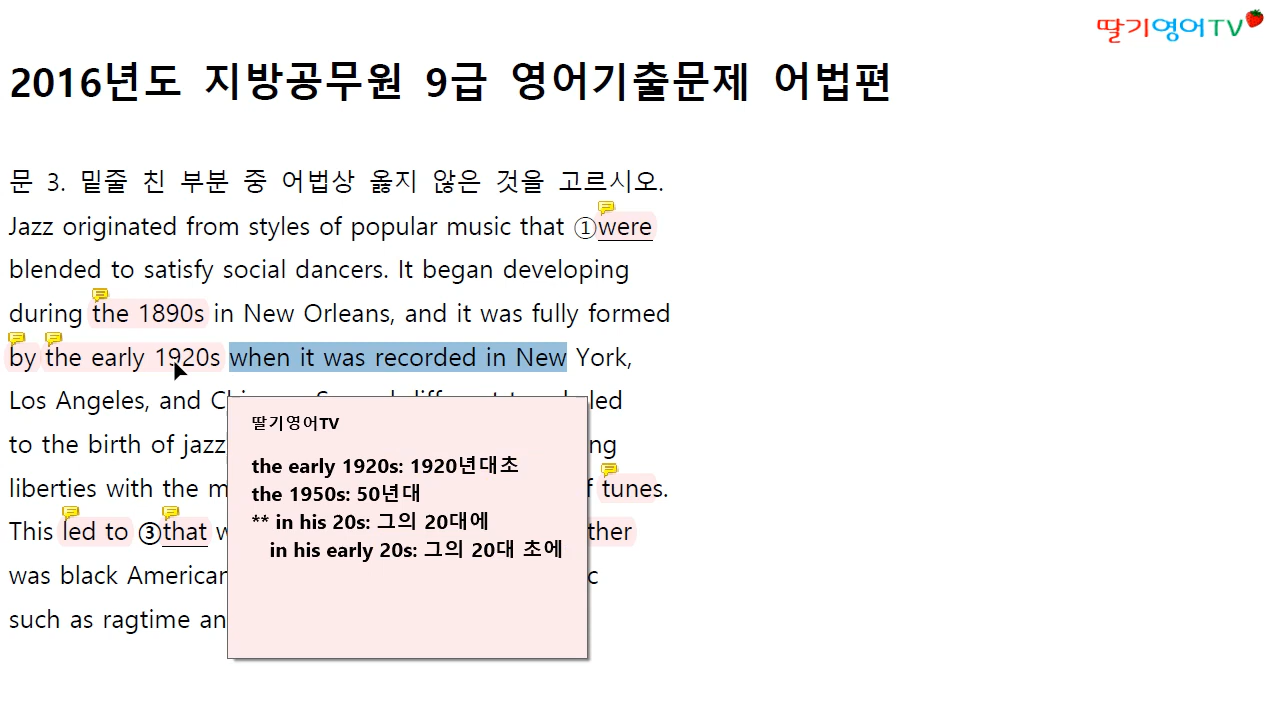 딸기영어TV
2016년도 지방공무원 9급 영어기출문제 어법편
문 3. 밑줄 친 부분 중 어법상 옳지 않은 것을 고르시오.
Jazz originated from styles of popular music that ①were
blended to satisfy social dancers. It began developing
during the 1890s in New Orleans, and it was fully formed
by the early 1920s when it was recorded in New York,
Los Angeles, and
to the birth of jazz
liberties with the tunes.
This led to ③that
was black American
such as ragtime
딸기영어TV
the early 1920s: 1920년대초
the 1950s: 50년대
** in his 20s: 그의 20대에
in his early 20s: 그의 20대 초에